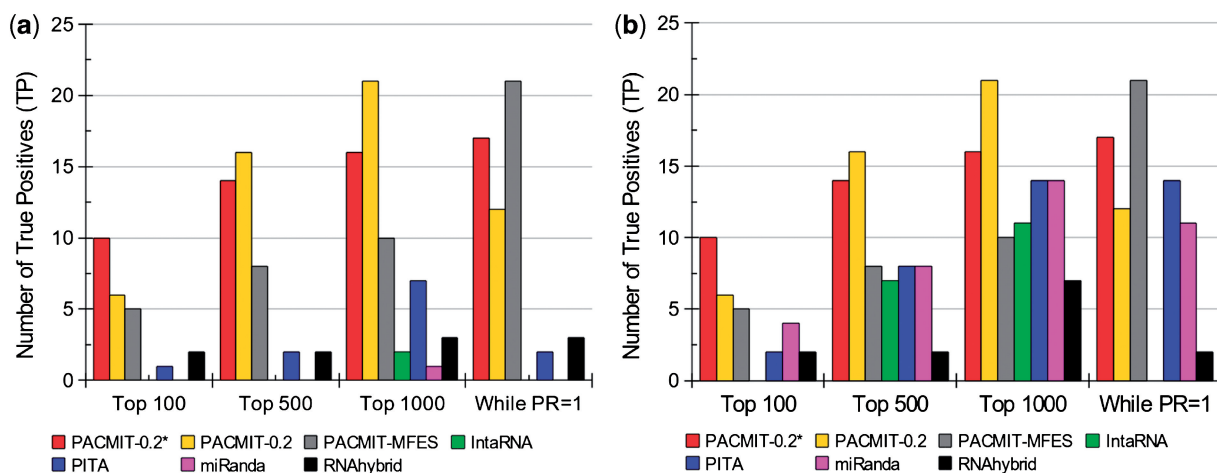 (a)
Number of True Positives (TP)
25
20
15
10
5
0
Top 100 Top 500 Top 1000 While PR=1
PACMIT-0.2* PACMIT-0.2 PACMIT-MFES IntaRNA
PITA miRanda RNAhybrid
(b)
Number of True Positives (TP)
25
20
15
10
5
0
Top 100 Top 500 Top 1000 While PR=1
PACMIT-0.2* PACMIT-0.2 PACMIT-MFES IntaRNA
PITA miRanda RNAhybrid